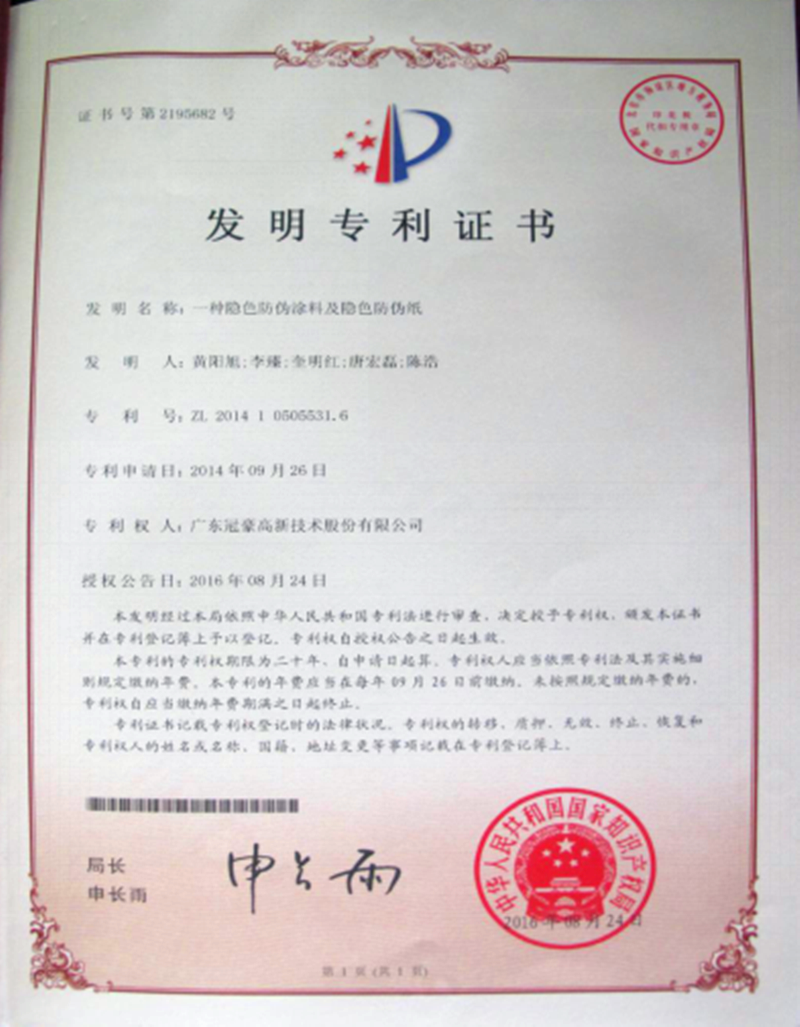 证书号第2195682号
印花税
代扣专用章
发明专利证书
发明名称：一种隐色防伪涂料及隐色防伪纸
发明人：黄阳旭;李臻;奎明红;唐宏磊;陈浩
专利号：ZL 2014 1 0505531.6
专利申请日：2014年09月26日
专利权人：广东冠豪高新技术股份有限公司
授权公告日：2016年08月24日
本发明经过本局依照中华人民共和国专利法进行审查，决定授予专利权，颁发本证书
并在专利登记簿上予以登记。专利权自授权公告之日起生效。
本专利的专利权期限为二十年，自申请日起算。专利权人应当依照专利法及其实施细
则规定缴纳年费。本专利的年费应当在每年09月26日前缴纳。未按照规定缴纳年费的，
专利权自应当缴纳年费期满之日起终止。
专利证书记载专利权登记时的法律状况。专利权的转移、质押、无效、终止、恢复和
专利权人的姓名或名称、国籍、地址变更等事项记载在专利登记簿上。
局长
申长雨
申长雨
中华人民共和国国家知识产权局
2016年08月24日
第1页(共1页)